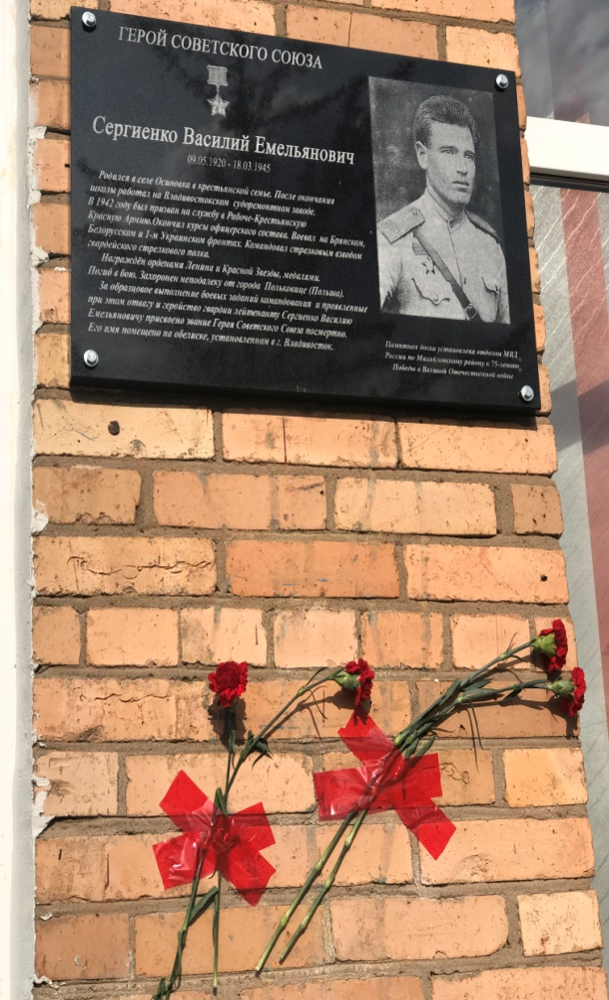 ГЕРОЙ СОВЕТСКОГО СОЮЗА
Сергиенко Василий Емельянович
09.05.1920 - 18.03.1945
Родился в селе Осиновка в крестьянской семье. После окончания
школы работал на Владивостокском судоремонтном заводе.
В 1942 году был призван на службу в Рабоче-Крестьянскую
Красную Армию.Окончил курсы офицерского состава. Воевал на Брянском,
Белорусском и 1-м Украинском фронтах. Командовал стрелковым взводом
гвардейского стрелкового полка.
Награждён орденами Ленина и Красной Звезды, медалями.
Погиб в бою. Захоронен неподалеку от города Польковице (Польша).
За образцовое выполнение боевых заданий командования и проявленные
при этом отвагу и геройство гвардии лейтенанту Сергиенко Василию
Емельяновичу присвоено звание Героя Советского Союза посмертно.
Его имя помещено на обелиске, установленном в г. Владивосток.
Памятная доска установлена отделом МВД
России по Михайловскому району к 75-летию
Победы в Великой Отечественной войне